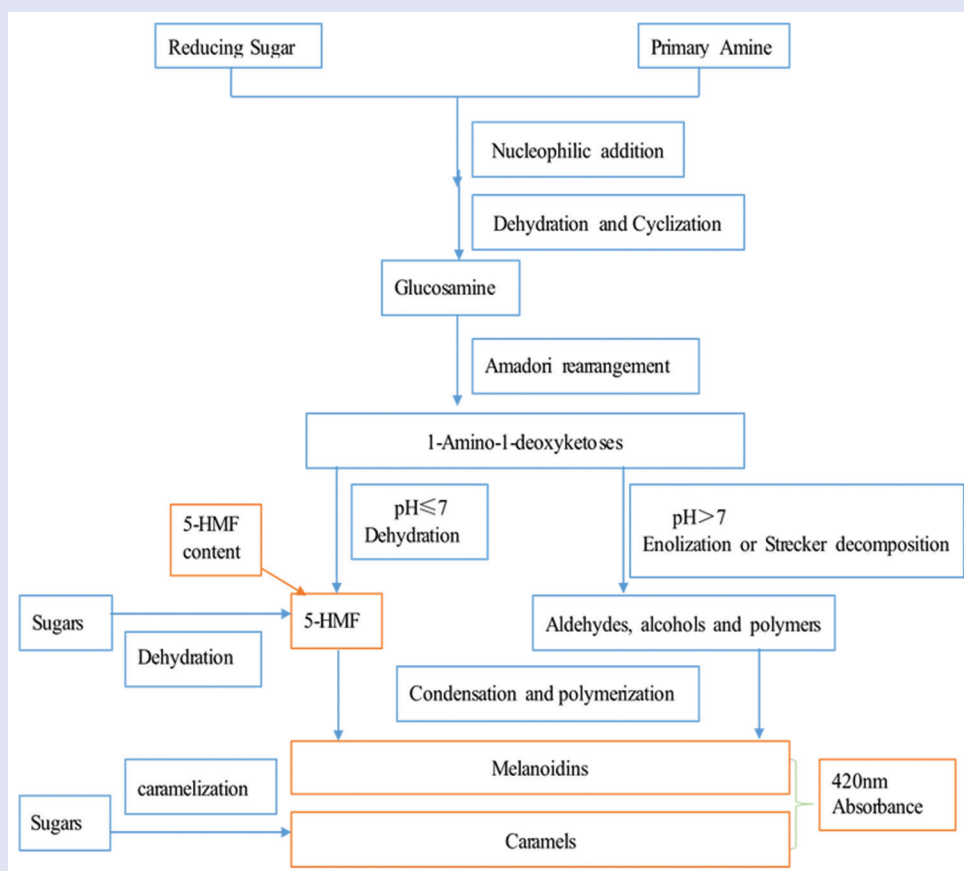 Reducing Sugar
Primary Amine
Nucleophilic addition
Dehydration and Cyclization
Glucosamine
Amadori rearrangement
1-Amino-1-deoxyketoses
pH≤7
Dehydration
pH>7
Enolization or Strecker decomposition
5-HMF
content
Sugars
5-HMF
Aldehydes, alcohols and polymers
Dehydration
Condensation and polymerization
Melanoidins
caramelization
420nm
Absorbance
Sugars
Caramels